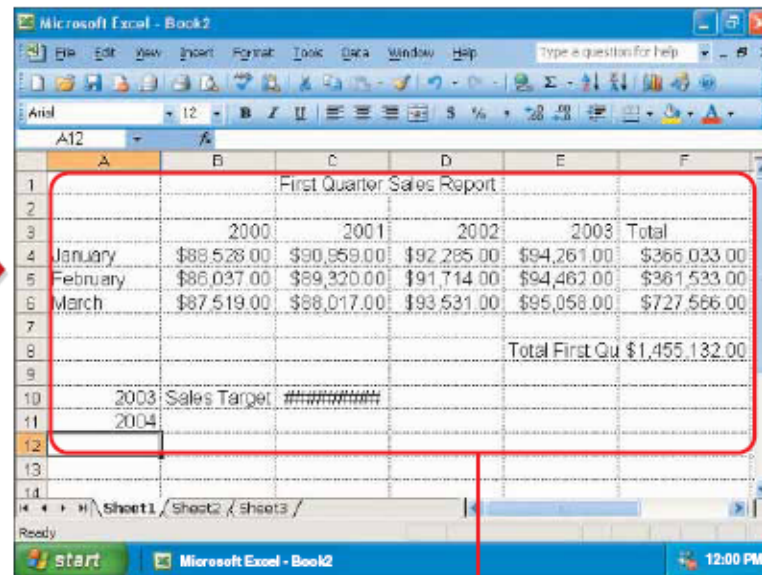 Microsoft Excel - Book2
File Edit View Insert Format Tools Data Window Help Type a question for help
Arial 12 B I U $ % ,
A12 fx
A B C D E F
1 First Quarter Sales Report
2
3 2000 2001 2002 2003 Total
4 January $88,528.00 $90,959.00 $92,285.00 $94,261.00 $366,033.00
5 February $86,037.00 $89,320.00 $91,714.00 $94,462.00 $361,533.00
6 March $87,519.00 $88,017.00 $93,531.00 $95,058.00 $727,566.00
7
8 Total First Qu $1,455,132.00
9
10 2003 Sales Target ##########
11 2004
12
13
14
Sheet1 / Sheet2 / Sheet3 /
Ready
start Microsoft Excel - Book2 12:00 PM